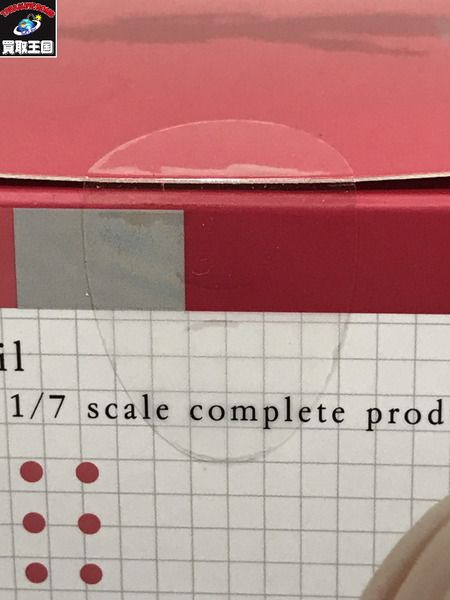 買取王国
il
1/7 scale complete prod